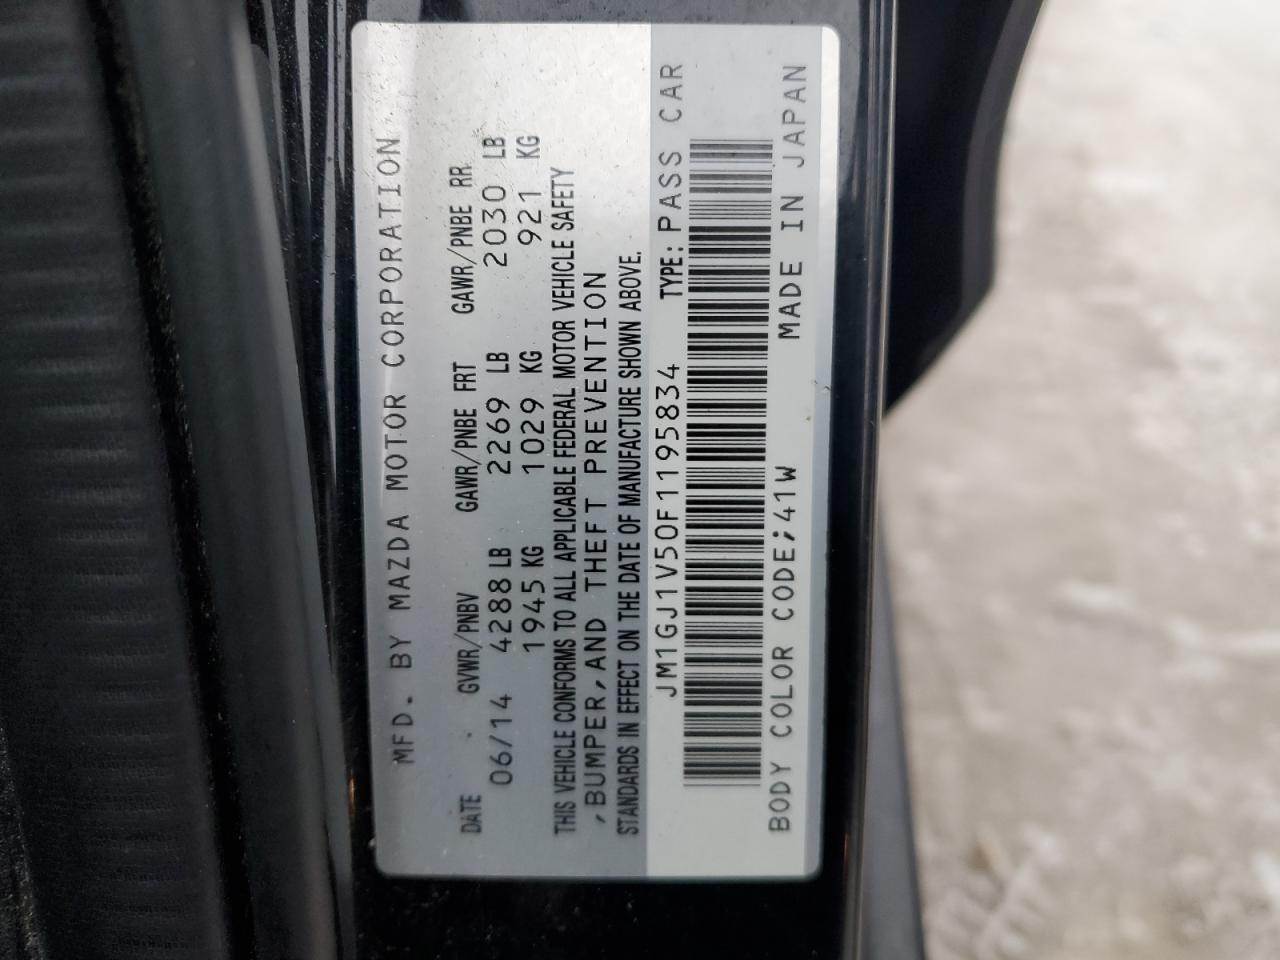 MFD. BY MAZDA MOTOR CORPORATION
DATE GVWR/PNBV GAWR/PNBE FRT GAWR/PNBE RR
06/14 4288 LB 2269 LB 2030 LB
1945 KG 1029 KG 921 KG
THIS VEHICLE CONFORMS TO ALL APPLICABLE FEDERAL MOTOR VEHICLE SAFETY
,BUMPER,AND THEFT PREVENTION
STANDARDS IN EFFECT ON THE DATE OF MANUFACTURE SHOWN ABOVE.
JM1GJ1V50F1195834 TYPE: PASS CAR
BODY COLOR CODE;41W MADE IN JAPAN